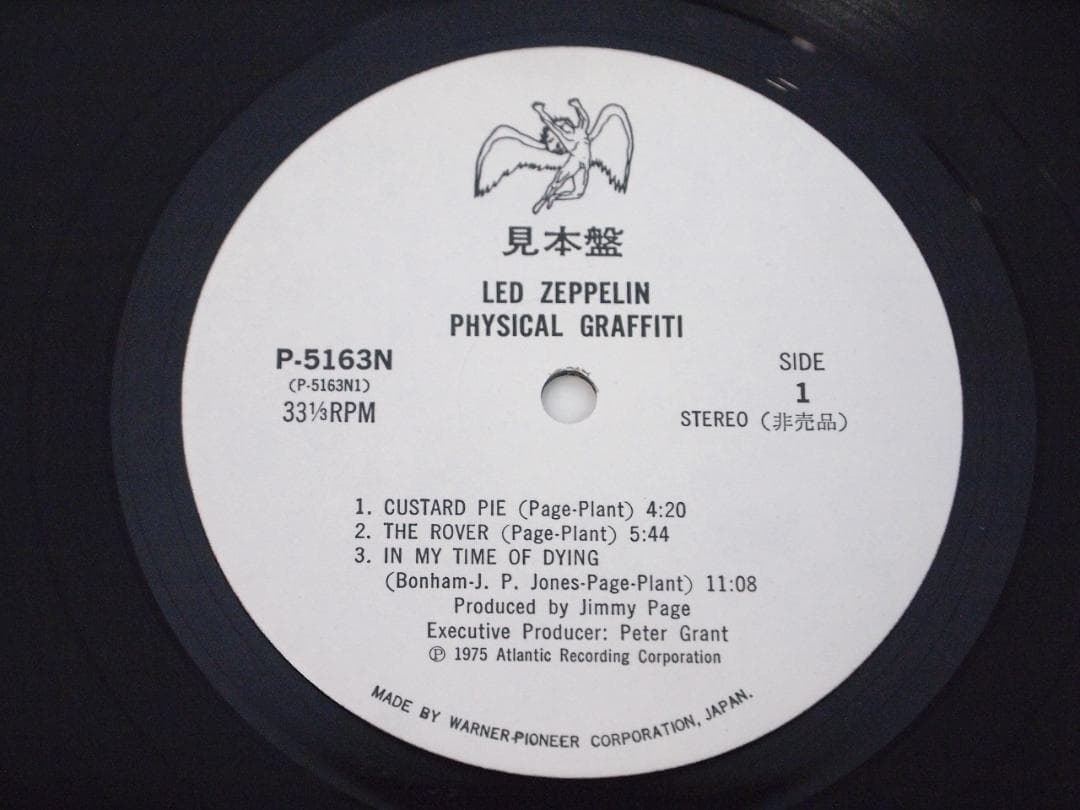 見本盤
LED ZEPPELIN
PHYSICAL GRAFFITI
P-5163N
(P-5163N1)
33⅓RPM
SIDE
1
STEREO (非売品)
1. CUSTARD PIE (Page-Plant) 4:20
2. THE ROVER (Page-Plant) 5:44
3. IN MY TIME OF DYING
(Bonham-J. P. Jones-Page-Plant) 11:08
Produced by Jimmy Page
Executive Producer: Peter Grant
℗ 1975 Atlantic Recording Corporation
MADE BY WARNER-PIONEER CORPORATION, JAPAN.